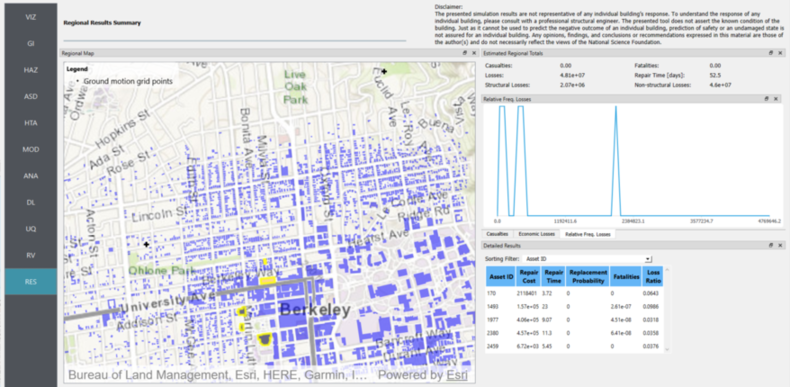 VIZ
GI
HAZ
ASD
HTA
MOD
ANA
DL
UQ
RV
RES
Regional Results Summary
Disclaimer:
The presented simulation results are not representative of any individual building's response. To understand the response of any
individual building, please consult with a professional structural engineer. The presented tool does not assert the known condition of the
building. Just as it cannot be used to predict the negative outcome of an individual building, prediction of safety or an undamaged state is
not assured for an individual building. Any opinions, findings, and conclusions or recommendations expressed in this material are those of
the author(s) and do not necessarily reflect the views of the National Science Foundation.
Regional Map
Legend
Ground motion grid points
Live
Oak
Park
Euclid Ave
Le Roy
Buena
Hopkins St
Ada St
Rose St
Bonita Ave
Acton St
Lincoln St
Le Conte Ave
Ridge Rd
Hearst Ave
Ohlone Park
Berkeley Way
University Ave
Addison St
Berkeley
Bancroft Way
Bureau of Land Management, Esri, HERE, Garmin, I... Powered by Esri
Estimated Regional Totals
Casualties: 0.00 Fatalities: 0.00
Losses: 4.81e+07 Repair Time [days]: 52.5
Structural Losses: 2.07e+06 Non-structural Losses: 4.6e+07
Relative Freq. Losses
0.0 1192411.6 2384823.1 3577234.7 4769646.2
Casualties Economic Losses Relative Freq. Losses
Detailed Results
Sorting Filter: Asset ID
Asset ID Repair Cost Repair Time Replacement Probability Fatalities Loss Ratio
170 2118401 3.72 0 0 0.0643
1460 1.57e+05 23 0 3.61e-07 0.0986
1977 4.06e+05 9.07 0 4.51e-08 0.0318
2380 4.57e+05 11.3 0 6.41e-08 0.0358
2459 6.72e+03 5.45 0 0 0.0376